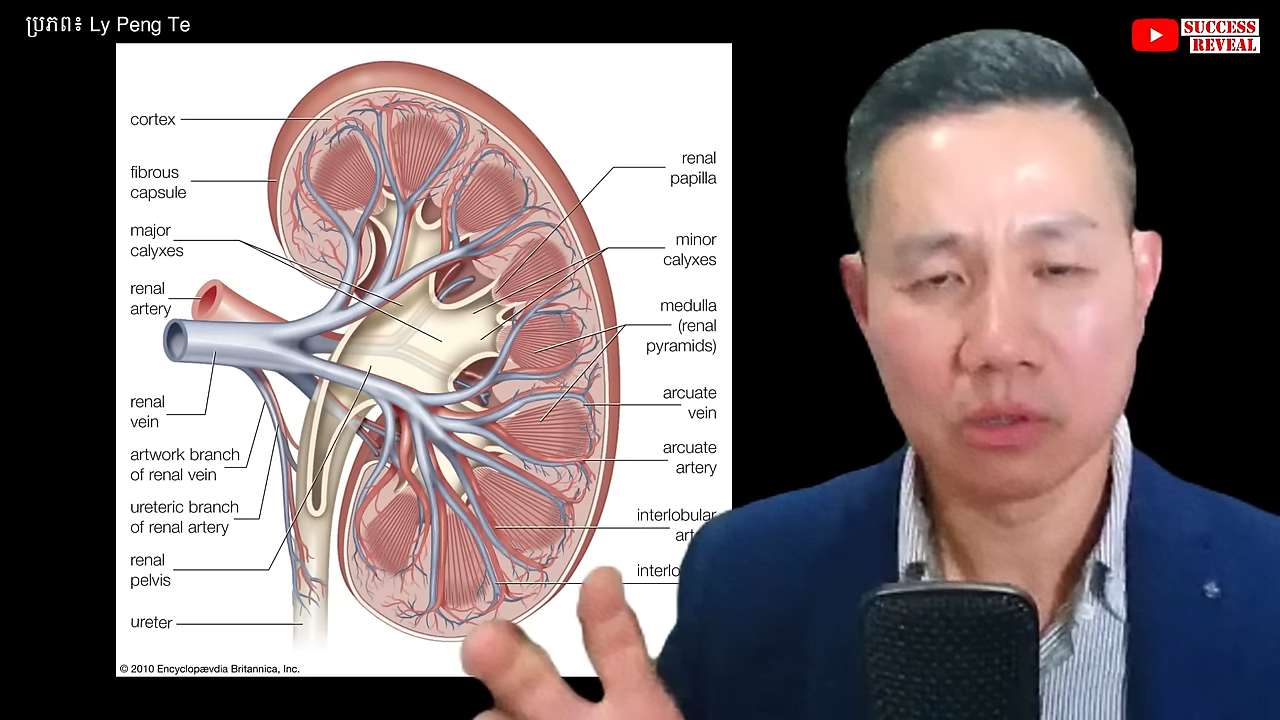 ប្រភព៖ Ly Peng Te
SUCCESS
REVEAL
cortex
fibrous
capsule
major
calyxes
renal
artery
renal
vein
artwork branch
of renal vein
ureteric branch
of renal artery
renal
pelvis
ureter
renal
papilla
minor
calyxes
medulla
(renal
pyramids)
arcuate
vein
arcuate
artery
interlobular
© 2010 Encyclopævdia Britannica, Inc.